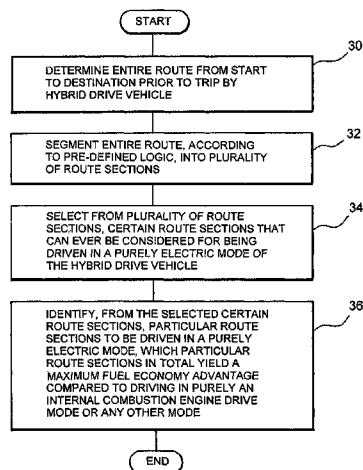 START
30
DETERMINE ENTIRE ROUTE FROM START
TO DESTINATION PRIOR TO TRIP BY
HYBRID DRIVE VEHICLE
32
SEGMENT ENTIRE ROUTE, ACCORDING
TO PRE-DEFINED LOGIC, INTO PLURALITY
OF ROUTE SECTIONS
34
SELECT FROM PLURALITY OF ROUTE
SECTIONS, CERTAIN ROUTE SECTIONS THAT
CAN EVER BE CONSIDERED FOR BEING
DRIVEN IN A PURELY ELECTRIC MODE OF
THE HYBRID DRIVE VEHICLE
36
IDENTIFY, FROM THE SELECTED CERTAIN
ROUTE SECTIONS, PARTICULAR ROUTE
SECTIONS TO BE DRIVEN IN A PURELY
ELECTRIC MODE, WHICH PARTICULAR
ROUTE SECTIONS IN TOTAL YIELD A
MAXIMUM FUEL ECONOMY ADVANTAGE
COMPARED TO DRIVING IN PURELY AN
INTERNAL COMBUSTION ENGINE DRIVE
MODE OR ANY OTHER MODE
END